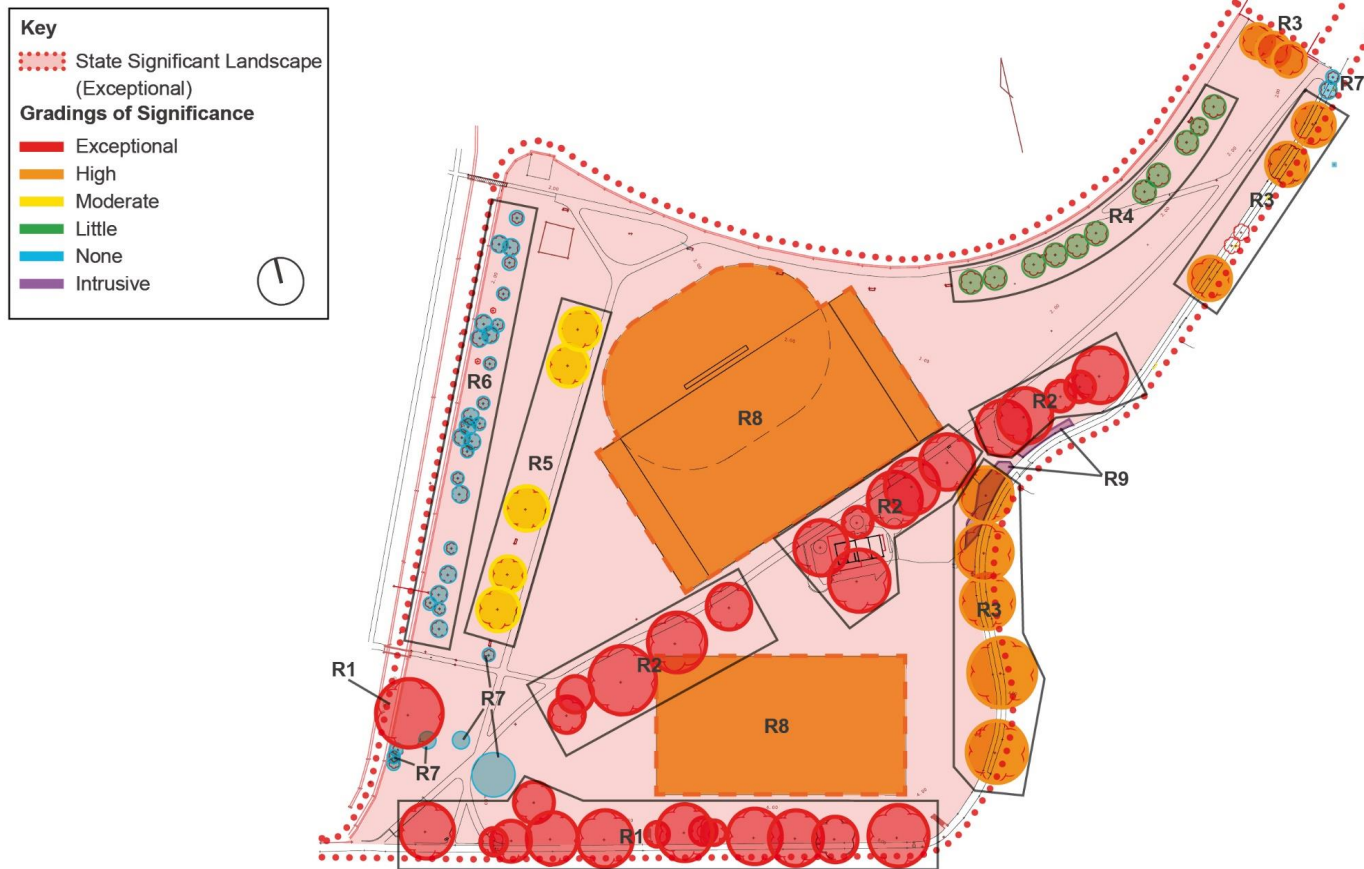 Key
State Significant Landscape
(Exceptional)
Gradings of Significance
Exceptional
High
Moderate
Little
None
Intrusive
R3
R7
R3
R4
R6
R8
R2
R5
R9
R2
R3
R1
R2
R7
R8
R7
R7
R1